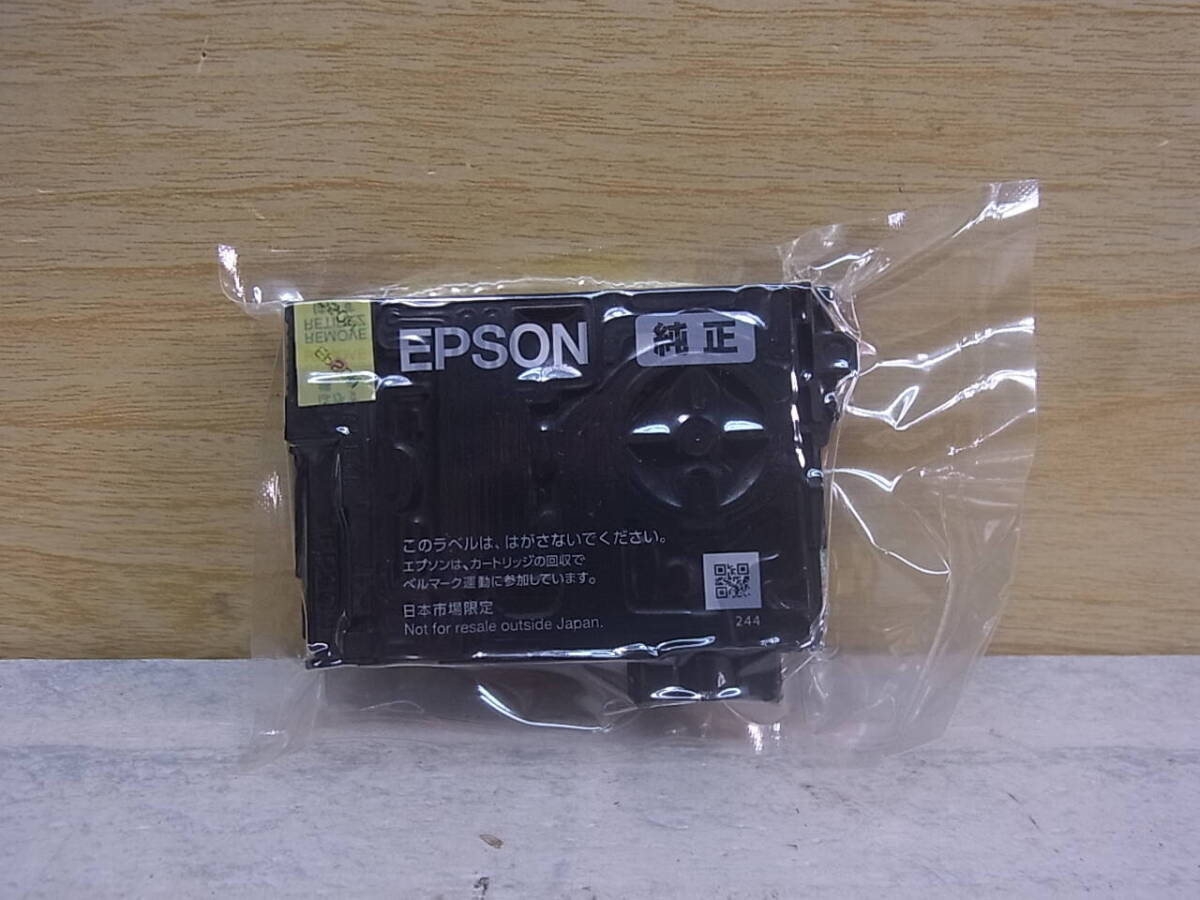 REMOVE
RETIREZ
EPSON
純正
このラベルは、はがさないでください。
エプソンは、カートリッジの回収で
ベルマーク運動に参加しています。
日本市場限定
Not for resale outside Japan.
244